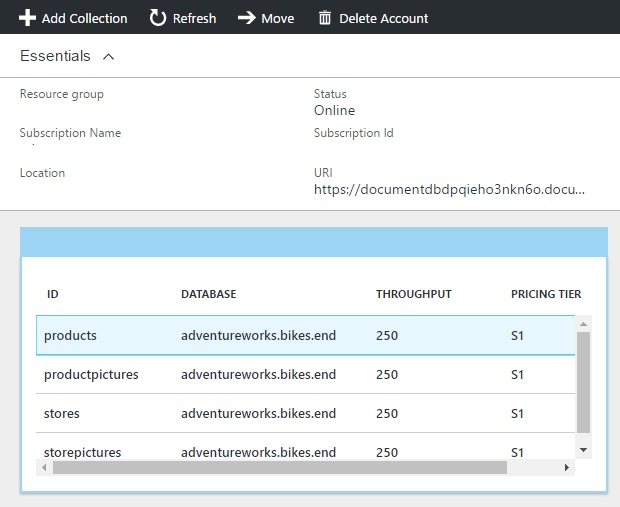 Add Collection Refresh Move Delete Account
Essentials
Resource group Status
Online
Subscription Name Subscription Id
Location URI
https://documentdbdpqieho3nkn6o.docu...
ID DATABASE THROUGHPUT PRICING TIER
products adventureworks.bikes.end 250 S1
productpictures adventureworks.bikes.end 250 S1
stores adventureworks.bikes.end 250 S1
storepictures adventureworks.bikes.end 250 S1